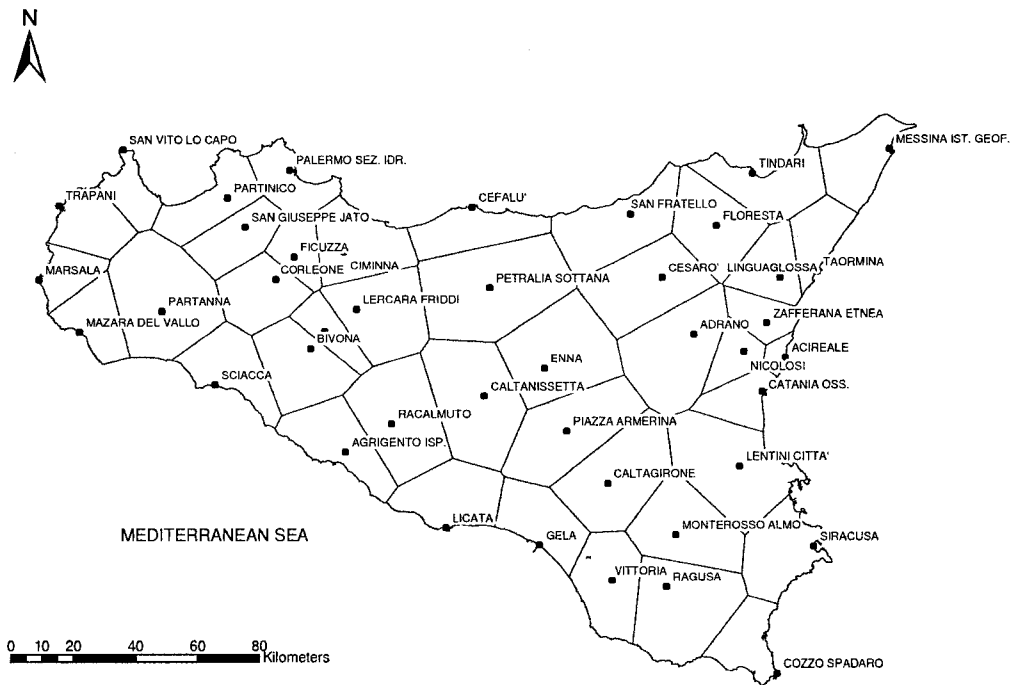 N
SAN VITO LO CAPO
MESSINA IST. GEOF.
PALERMO SEZ. IDR.
TINDARI
TRAPANI
PARTINICO
CEFALU'
SAN FRATELLO
SAN GIUSEPPE JATO
FLORESTA
FICUZZA
MARSALA
CORLEONE
CIMINNA
PETRALIA SOTTANA
CESARO'
LINGUAGLOSSA
TAORMINA
PARTANNA
LERCARA FRIDDI
MAZARA DEL VALLO
ZAFFERANA ETNEA
BIVONA
ADRANO
ACIREALE
ENNA
NICOLOSI
SCIACCA
CALTANISSETTA
CATANIA OSS.
RACALMUTO
PIAZZA ARMERINA
AGRIGENTO ISP.
LENTINI CITTA'
CALTAGIRONE
LICATA
MONTEROSSO ALMO
MEDITERRANEAN SEA
GELA
SIRACUSA
VITTORIA
RAGUSA
0 10 20 40 60 80
Kilometers
COZZO SPADARO